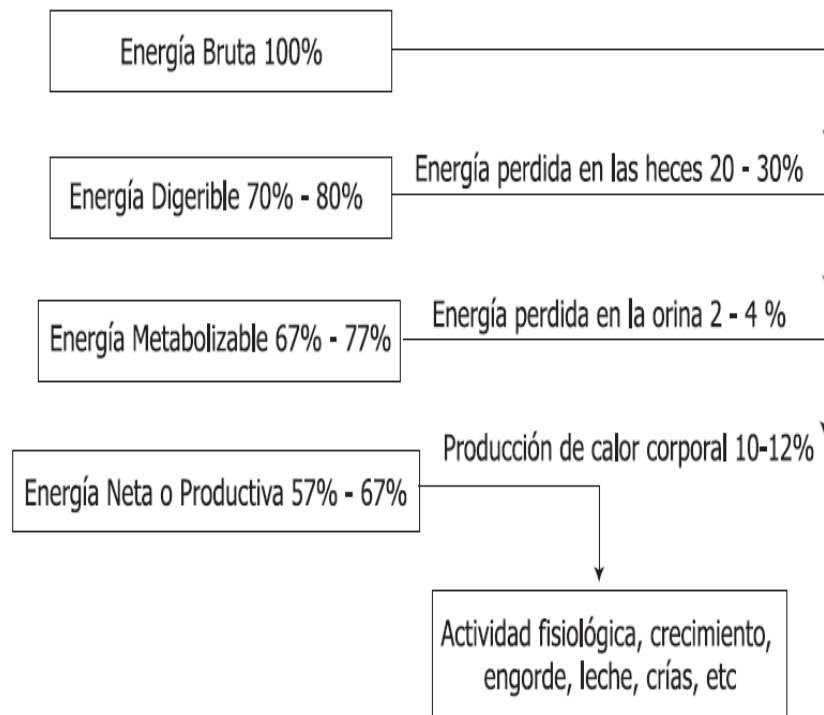 Energía Bruta 100%
Energía perdida en las heces 20 - 30%
Energía Digerible 70% - 80%
Energía perdida en la orina 2 - 4 %
Energía Metabolizable 67% - 77%
Producción de calor corporal 10-12%
Energía Neta o Productiva 57% - 67%
Actividad fisiológica, crecimiento,
engorde, leche, crías, etc